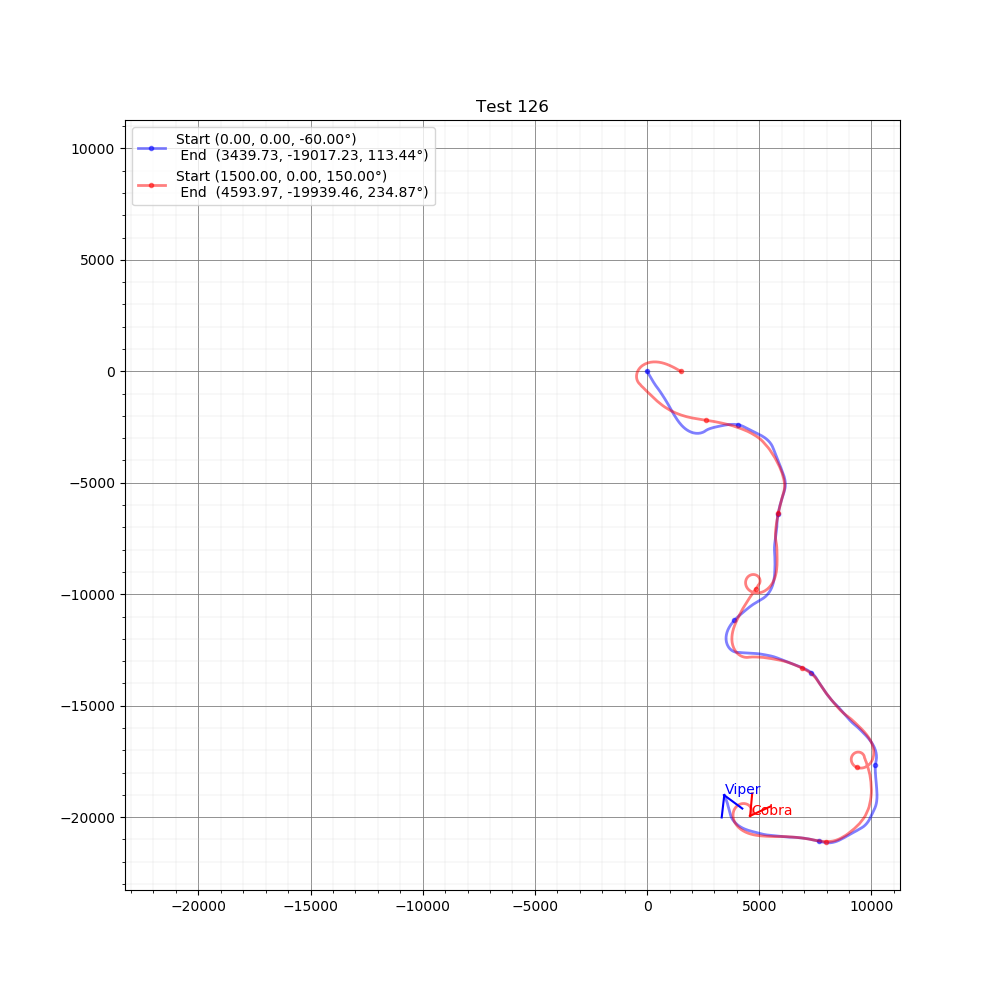 Test 126
Start (0.00, 0.00, -60.00°)
End (3439.73, -19017.23, 113.44°)
Start (1500.00, 0.00, 150.00°)
End (4593.97, -19939.46, 234.87°)
10000
5000
0
−5000
−10000
−15000
−20000
Viper
Cobra
−20000 −15000 −10000 −5000 0 5000 10000